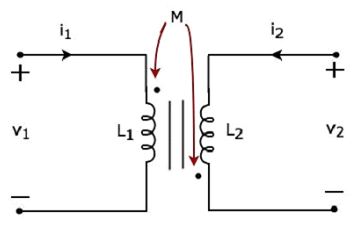 M
i1 i2
+ +
v1 L1 L2 v2
− −